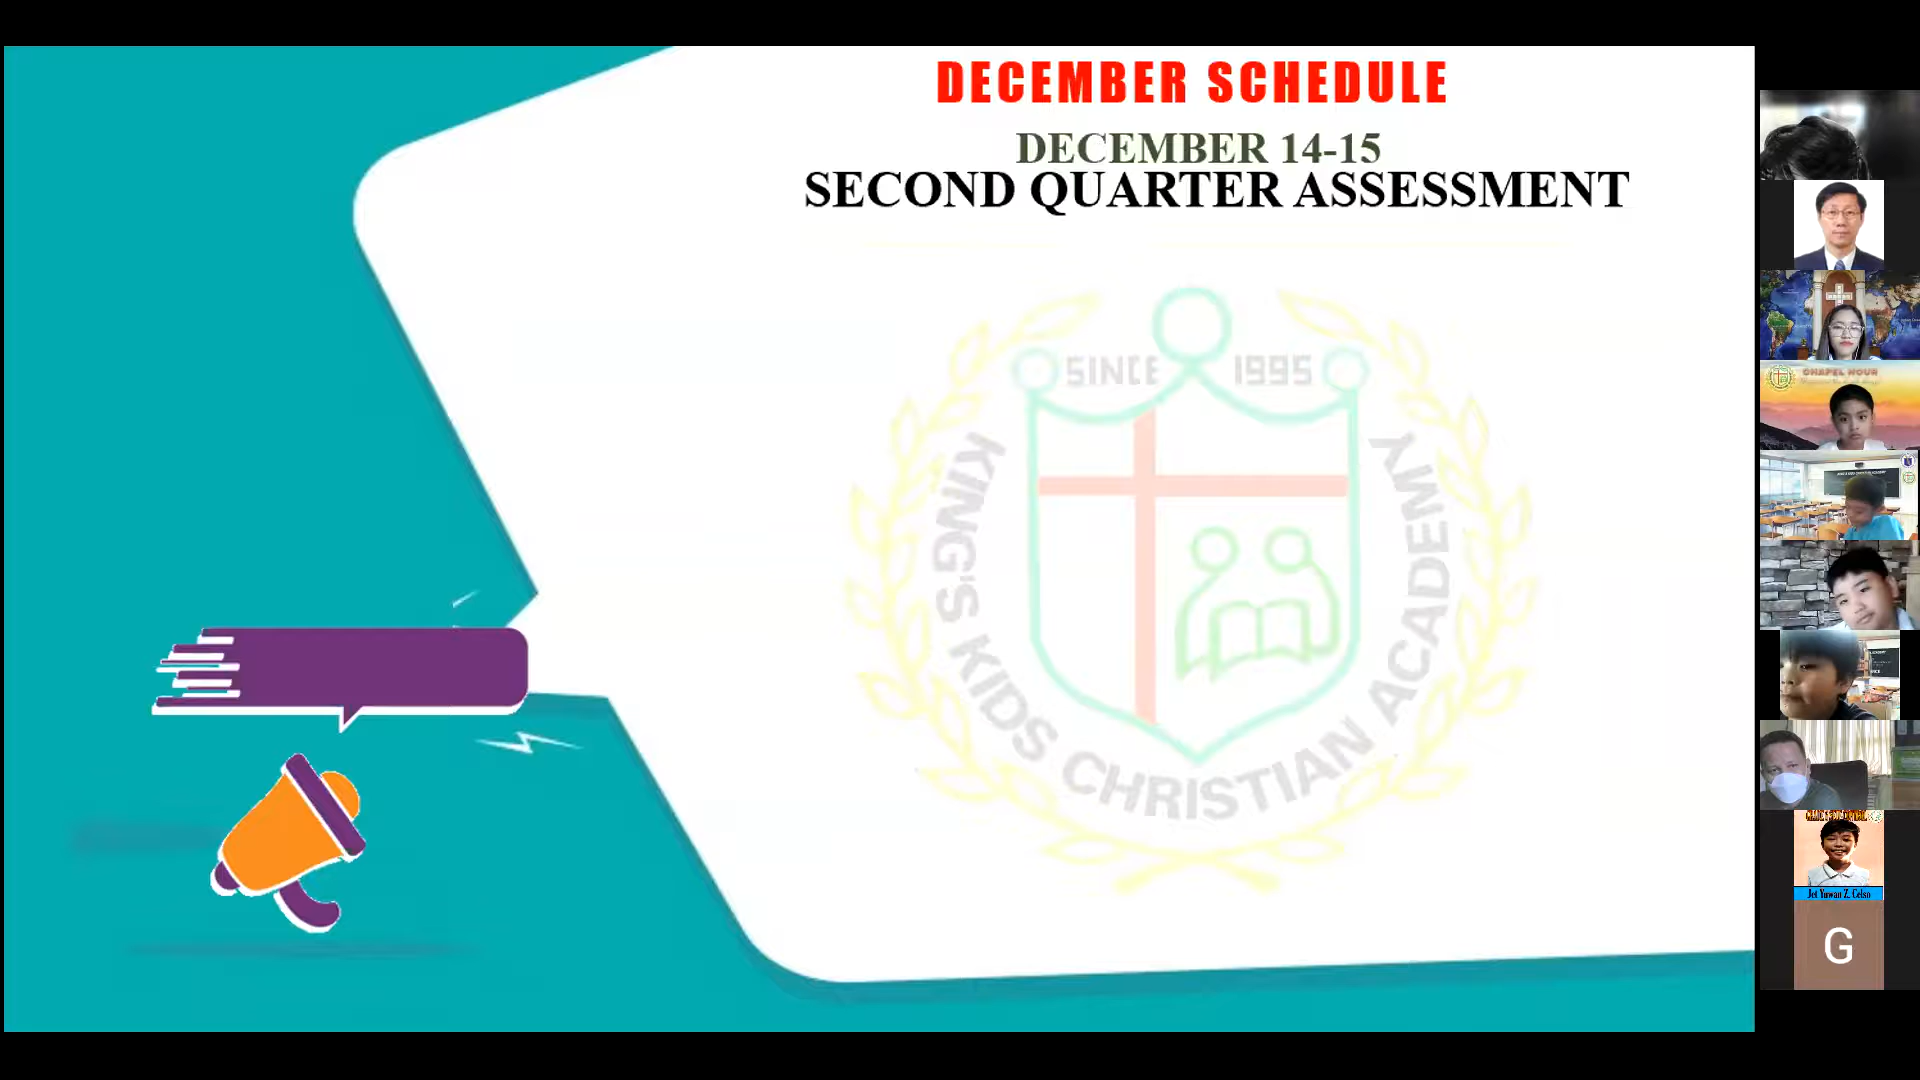 DECEMBER SCHEDULE
DECEMBER 14-15
SECOND QUARTER ASSESSMENT
SINCE 1995
KING'S KIDS CHRISTIAN ACADEMY
CHAPEL HOUR
Jet Yuwan Z. Celso
G